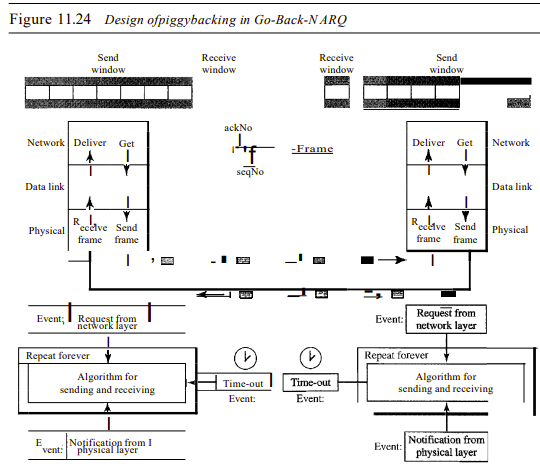 Figure 11.24 Design ofpiggybacking in Go-Back-N ARQ
Send
window
Receive
window
Receive
window
Send
window
ackNo
seqNo
-Frame
Network
Data link
Physical
Deliver Get
Receive
frame
Send
frame
Deliver Get
Receive
frame
Send
frame
Network
Data link
Physical
Event; Request from
network layer
Repeat forever
Algorithm for
sending and receiving
Time-out
Event:
Event: Notification from I
physical layer
Event: Request from
network layer
Repeat forever
Algorithm for
sending and receiving
Time-out
Event:
Event: Notification from
physical layer